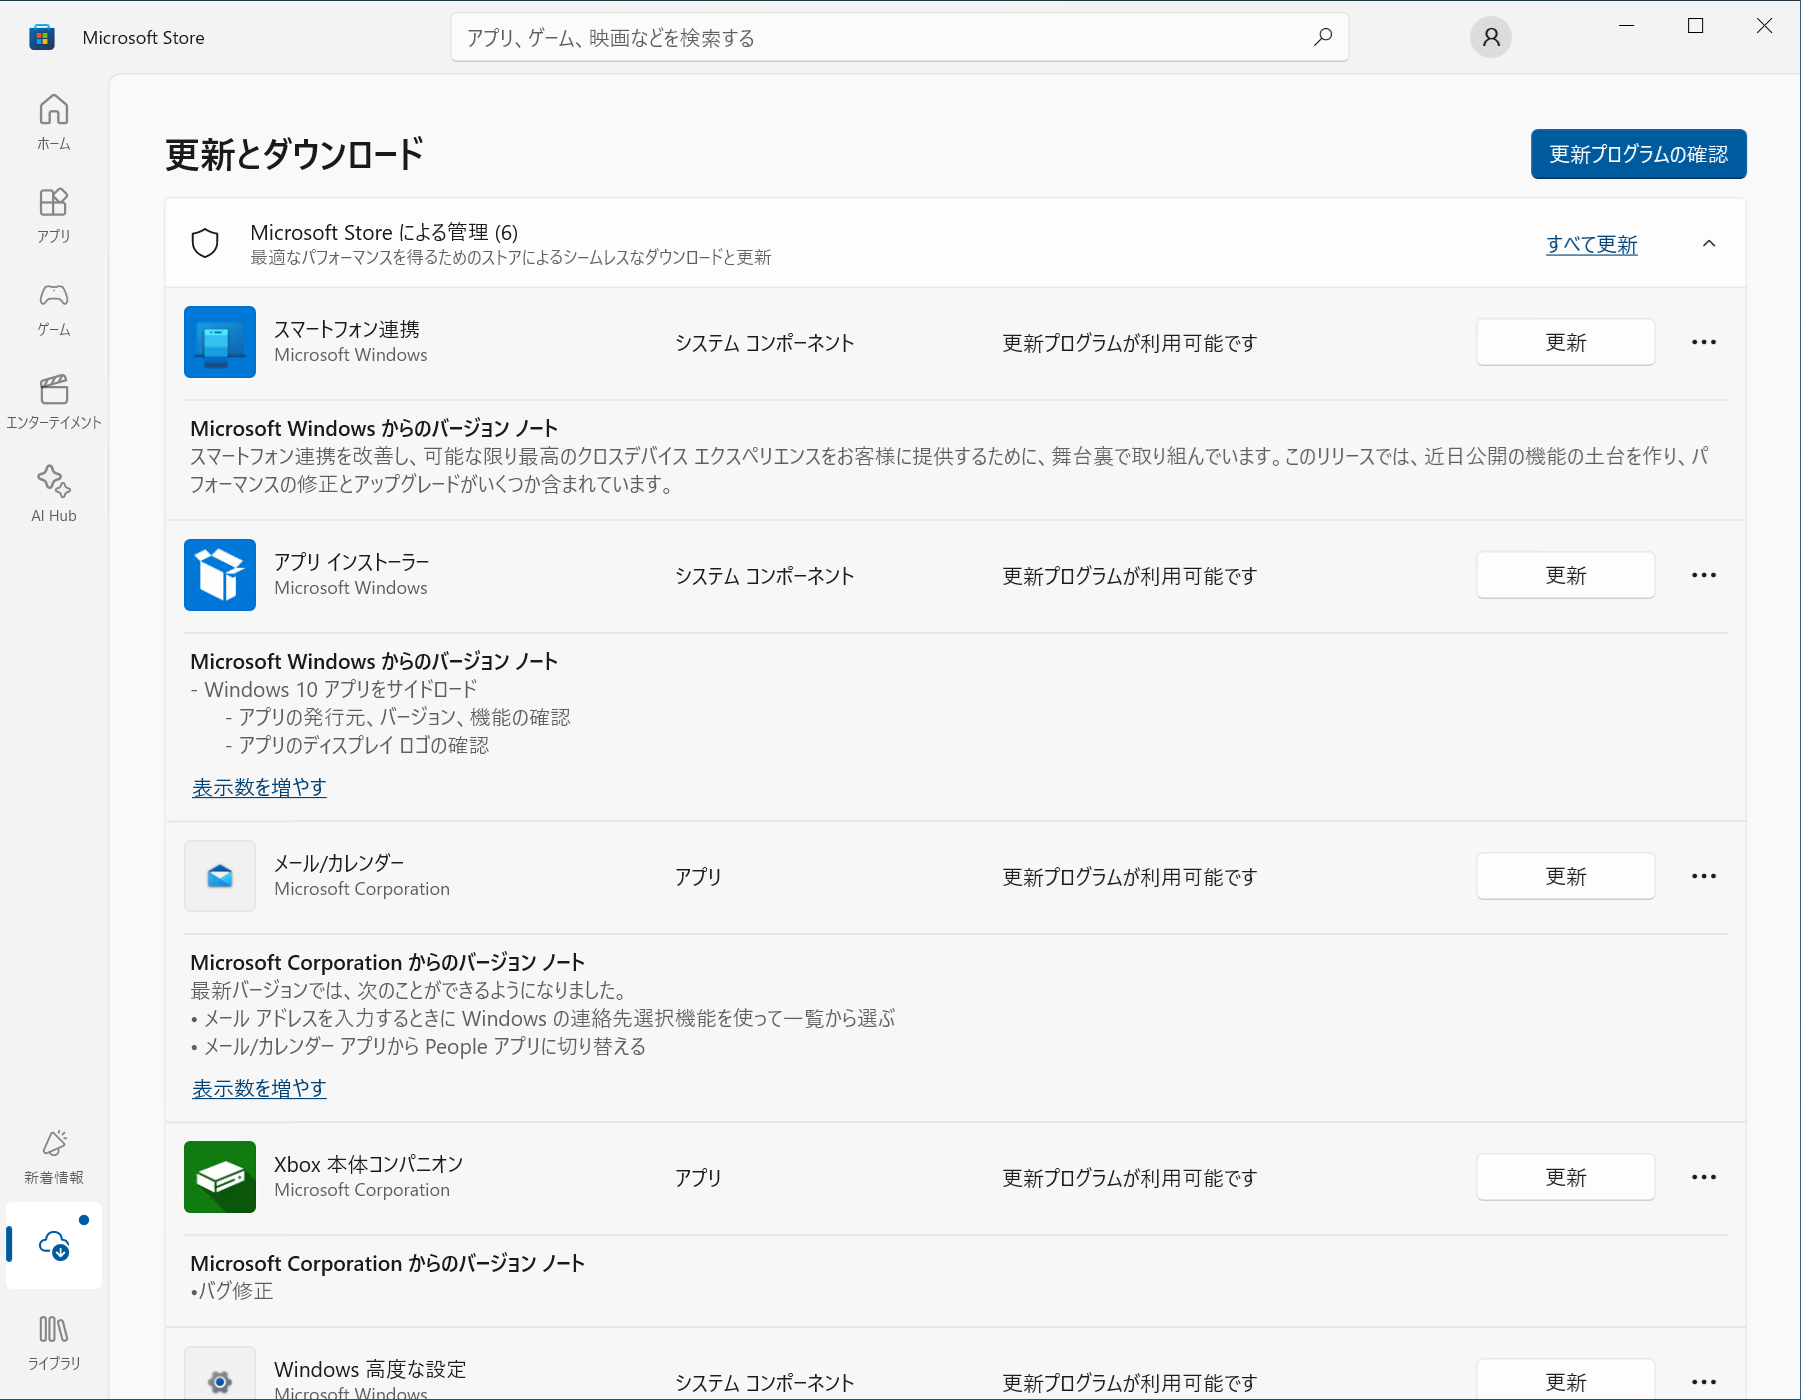 Microsoft Store
アプリ、ゲーム、映画などを検索する
ホーム
アプリ
ゲーム
エンターテイメント
AI Hub
新着情報
ライブラリ
更新とダウンロード
更新プログラムの確認
Microsoft Store による管理 (6)
最適なパフォーマンスを得るためのストアによるシームレスなダウンロードと更新
すべて更新
スマートフォン連携
Microsoft Windows
システム コンポーネント
更新プログラムが利用可能です
更新
Microsoft Windows からのバージョン ノート
スマートフォン連携を改善し、可能な限り最高のクロスデバイス エクスペリエンスをお客様に提供するために、舞台裏で取り組んでいます。このリリースでは、近日公開の機能の土台を作り、パ
フォーマンスの修正とアップグレードがいくつか含まれています。
アプリ インストーラー
Microsoft Windows
システム コンポーネント
更新プログラムが利用可能です
更新
Microsoft Windows からのバージョン ノート
- Windows 10 アプリをサイドロード
- アプリの発行元、バージョン、機能の確認
- アプリのディスプレイ ロゴの確認
表示数を増やす
メール/カレンダー
Microsoft Corporation
アプリ
更新プログラムが利用可能です
更新
Microsoft Corporation からのバージョン ノート
最新バージョンでは、次のことができるようになりました。
• メール アドレスを入力するときに Windows の連絡先選択機能を使って一覧から選ぶ
• メール/カレンダー アプリから People アプリに切り替える
表示数を増やす
Xbox 本体コンパニオン
Microsoft Corporation
アプリ
更新プログラムが利用可能です
更新
Microsoft Corporation からのバージョン ノート
•バグ修正
Windows 高度な設定
Microsoft Windows
システム コンポーネント
更新プログラムが利用可能です
更新